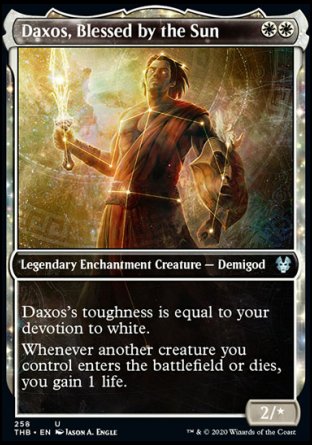 Daxos, Blessed by the Sun
Legendary Enchantment Creature — Demigod
Daxos's toughness is equal to your
devotion to white.
Whenever another creature you
control enters the battlefield or dies,
you gain 1 life.
2/*
258 U
THB • EN Jason A. Engle
™ & © 2020 Wizards of the Coast